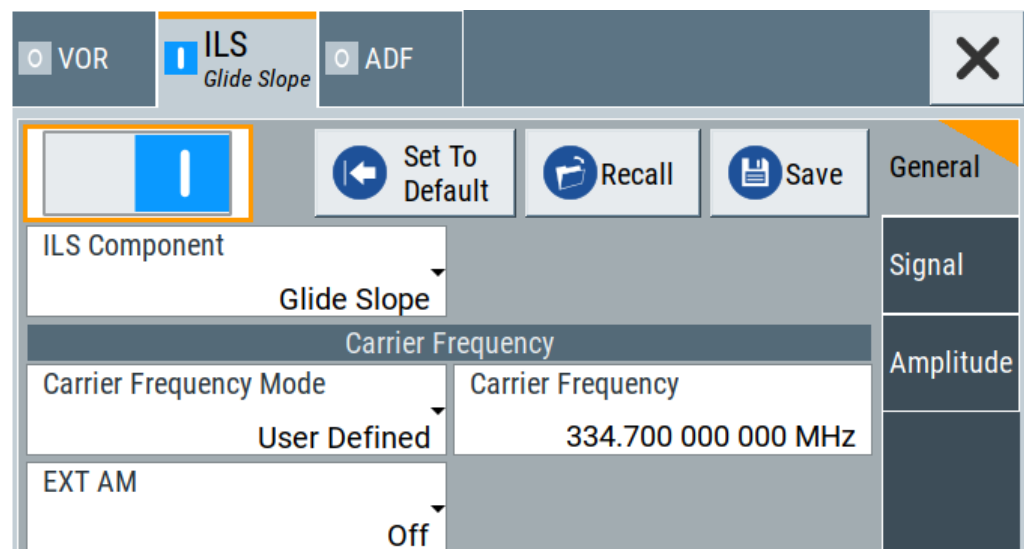 VOR
ILS
Glide Slope
ADF
Set To
Default
Recall
Save
General
ILS Component
Glide Slope
Signal
Carrier Frequency
Amplitude
Carrier Frequency Mode
User Defined
Carrier Frequency
334.700 000 000 MHz
EXT AM
Off